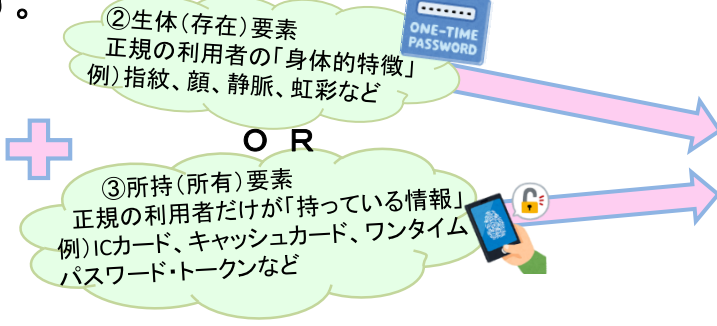 。
②生体(存在)要素
正規の利用者の「身体的特徴」
例)指紋、顔、静脈、虹彩など
ONE-TIME
PASSWORD
OR
③所持(所有)要素
正規の利用者だけが「持っている情報」
例)ICカード、キャッシュカード、ワンタイム
パスワード・トークンなど